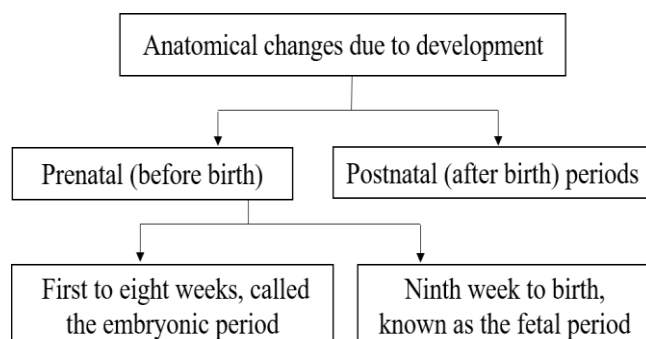 Anatomical changes due to development
Prenatal (before birth)
Postnatal (after birth) periods
First to eight weeks, called
the embryonic period
Ninth week to birth,
known as the fetal period